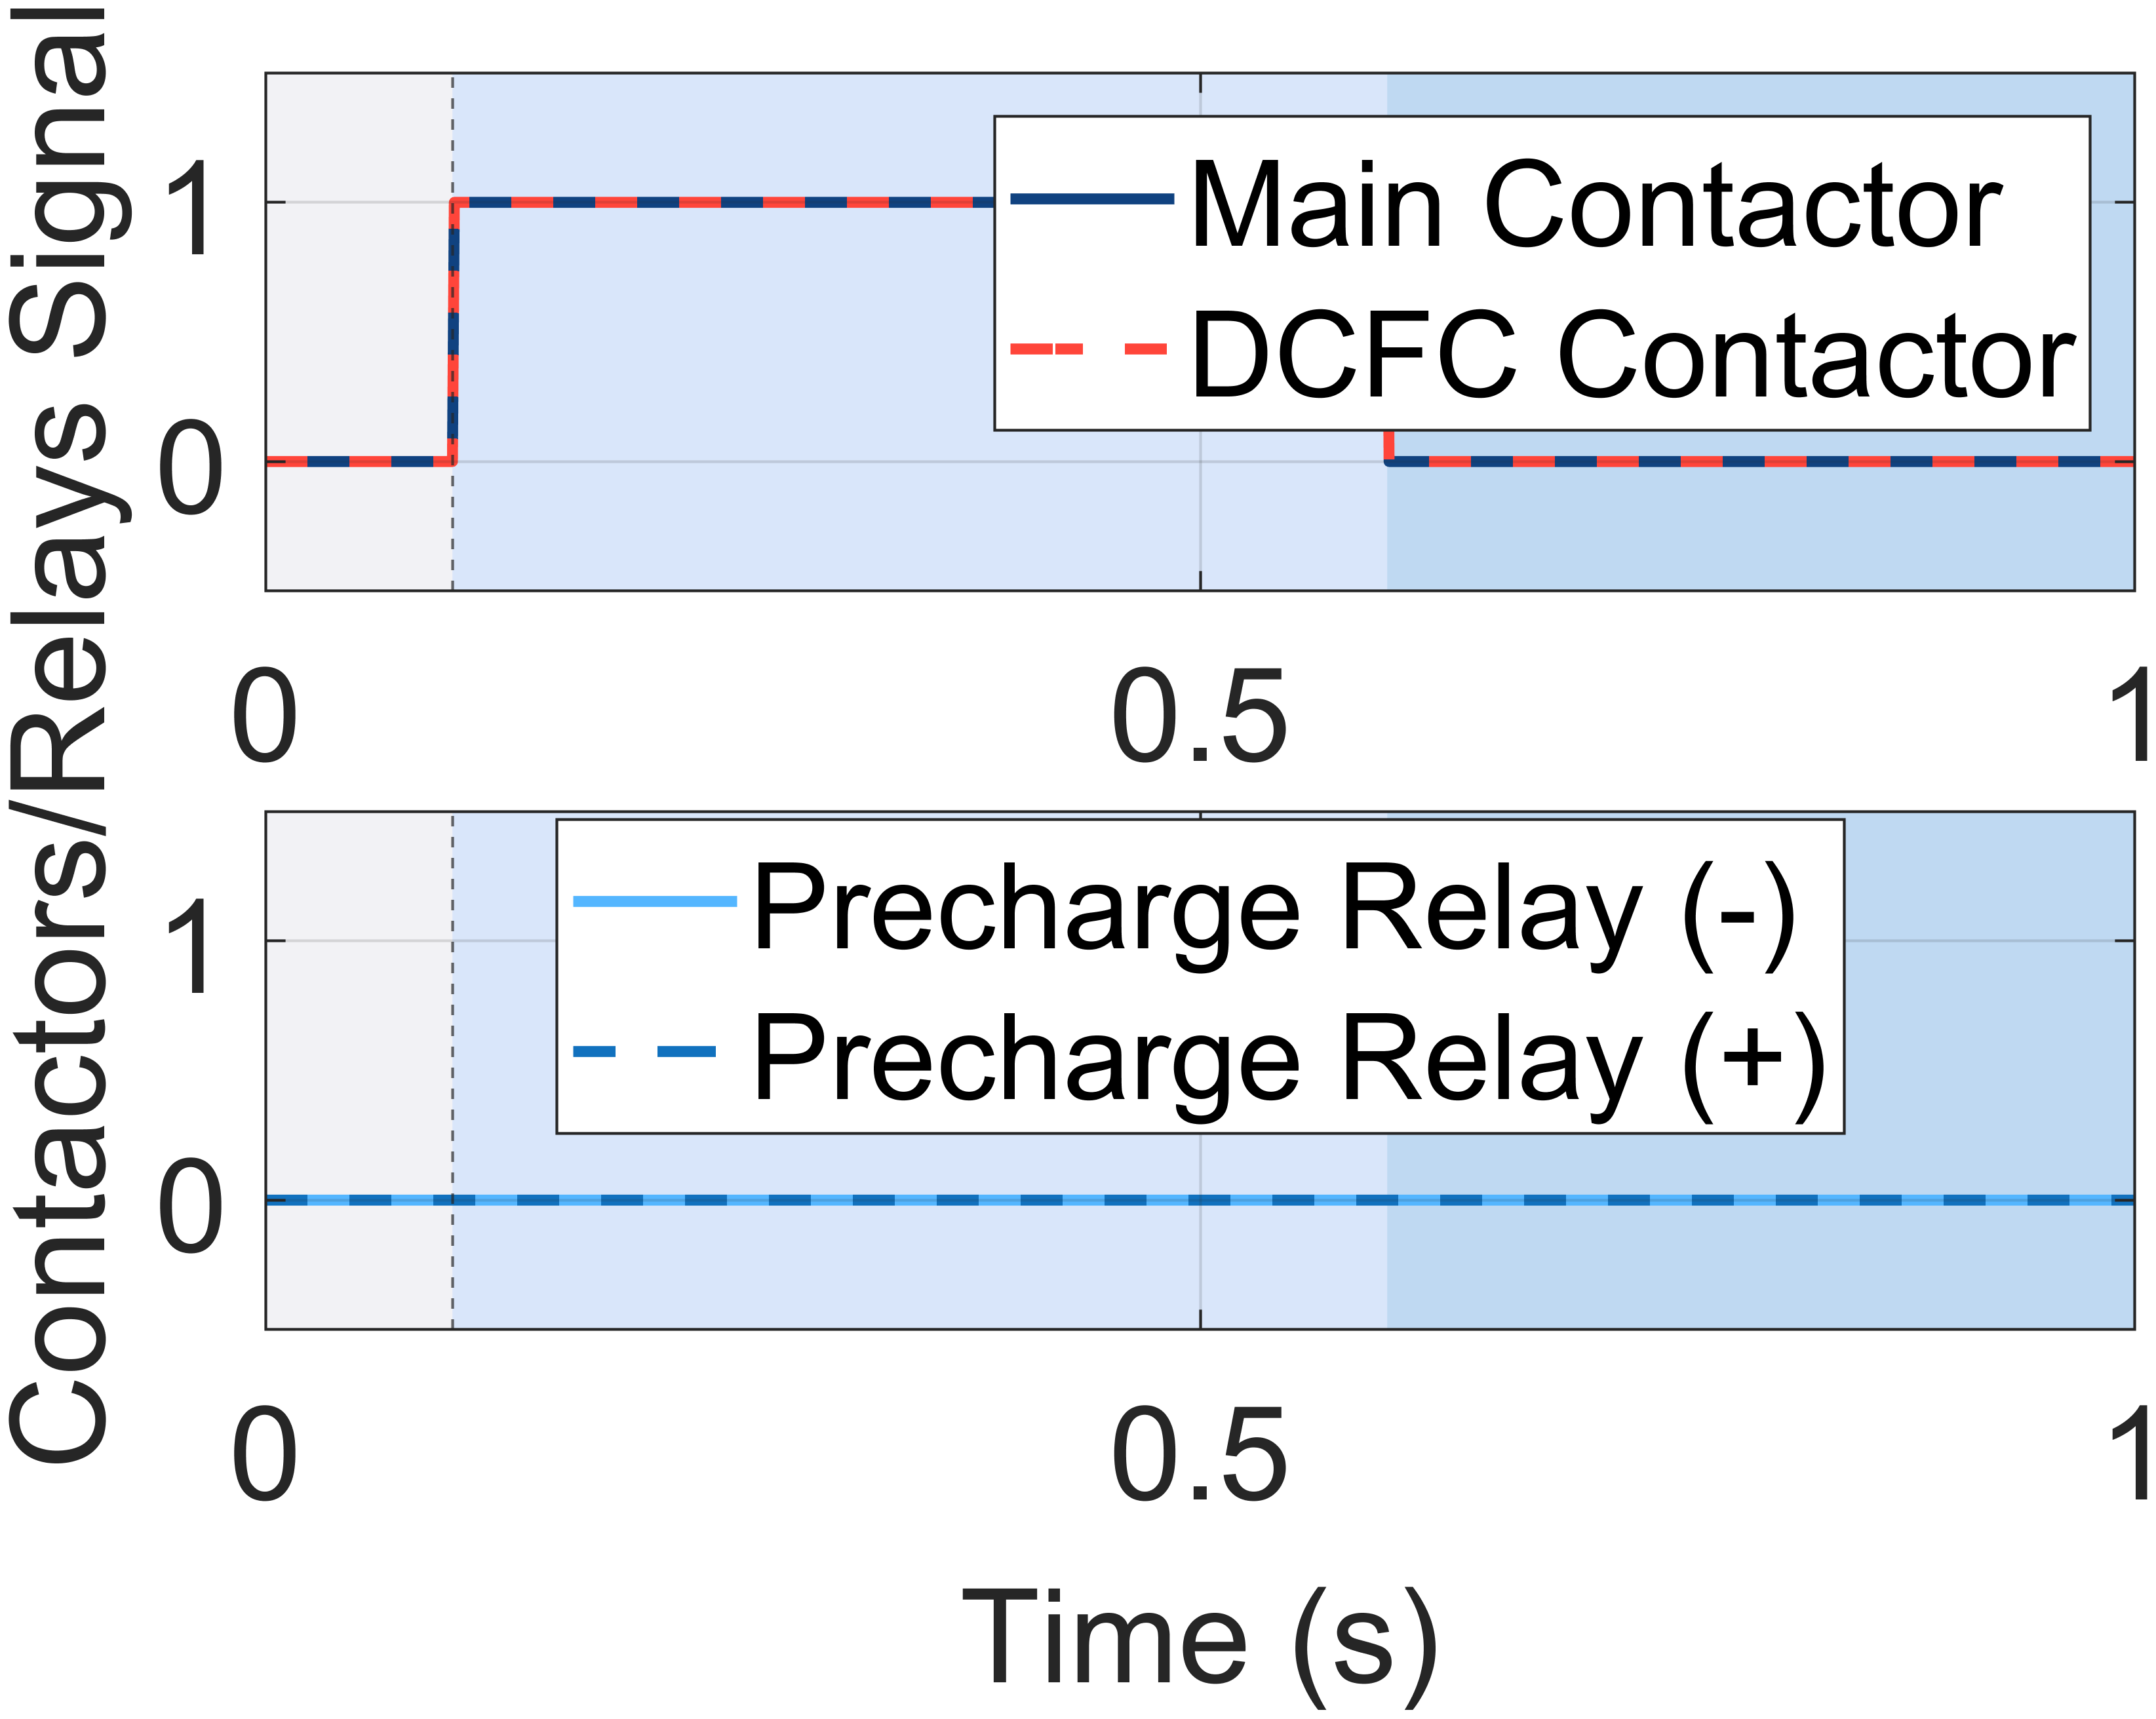 Contactors/Relays Signal
1
Main Contactor
DCFC Contactor
0
0
0.5
1
Precharge Relay (-)
1
Precharge Relay (+)
0
0
0.5
1
Time (s)